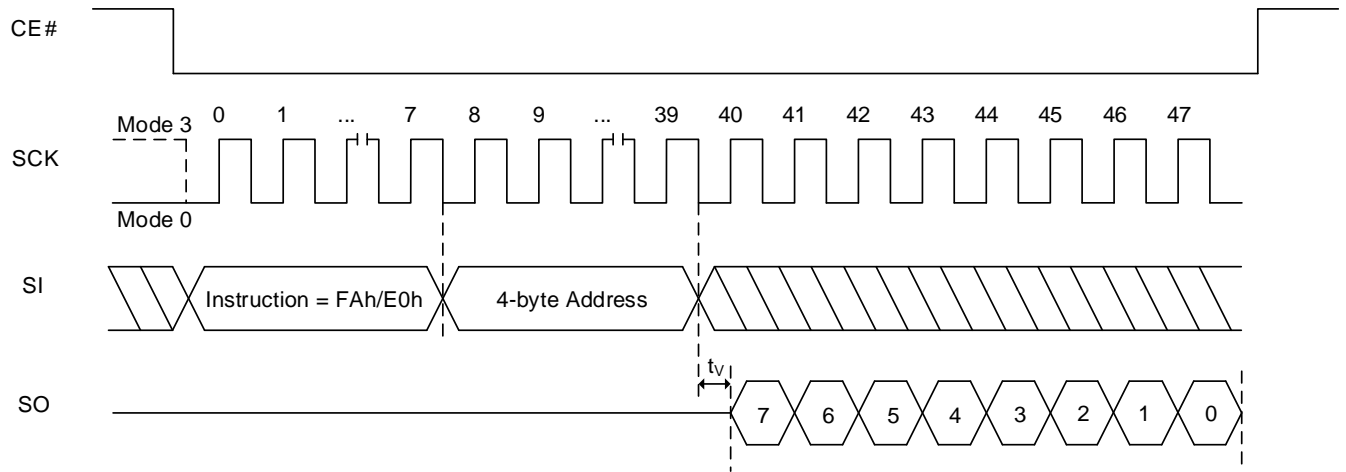 CE#
Mode 3 0 1 ... 7 8 9 ... 39 40 41 42 43 44 45 46 47
SCK
Mode 0
SI
Instruction = FAh/E0h 4-byte Address
tV
SO
7 6 5 4 3 2 1 0